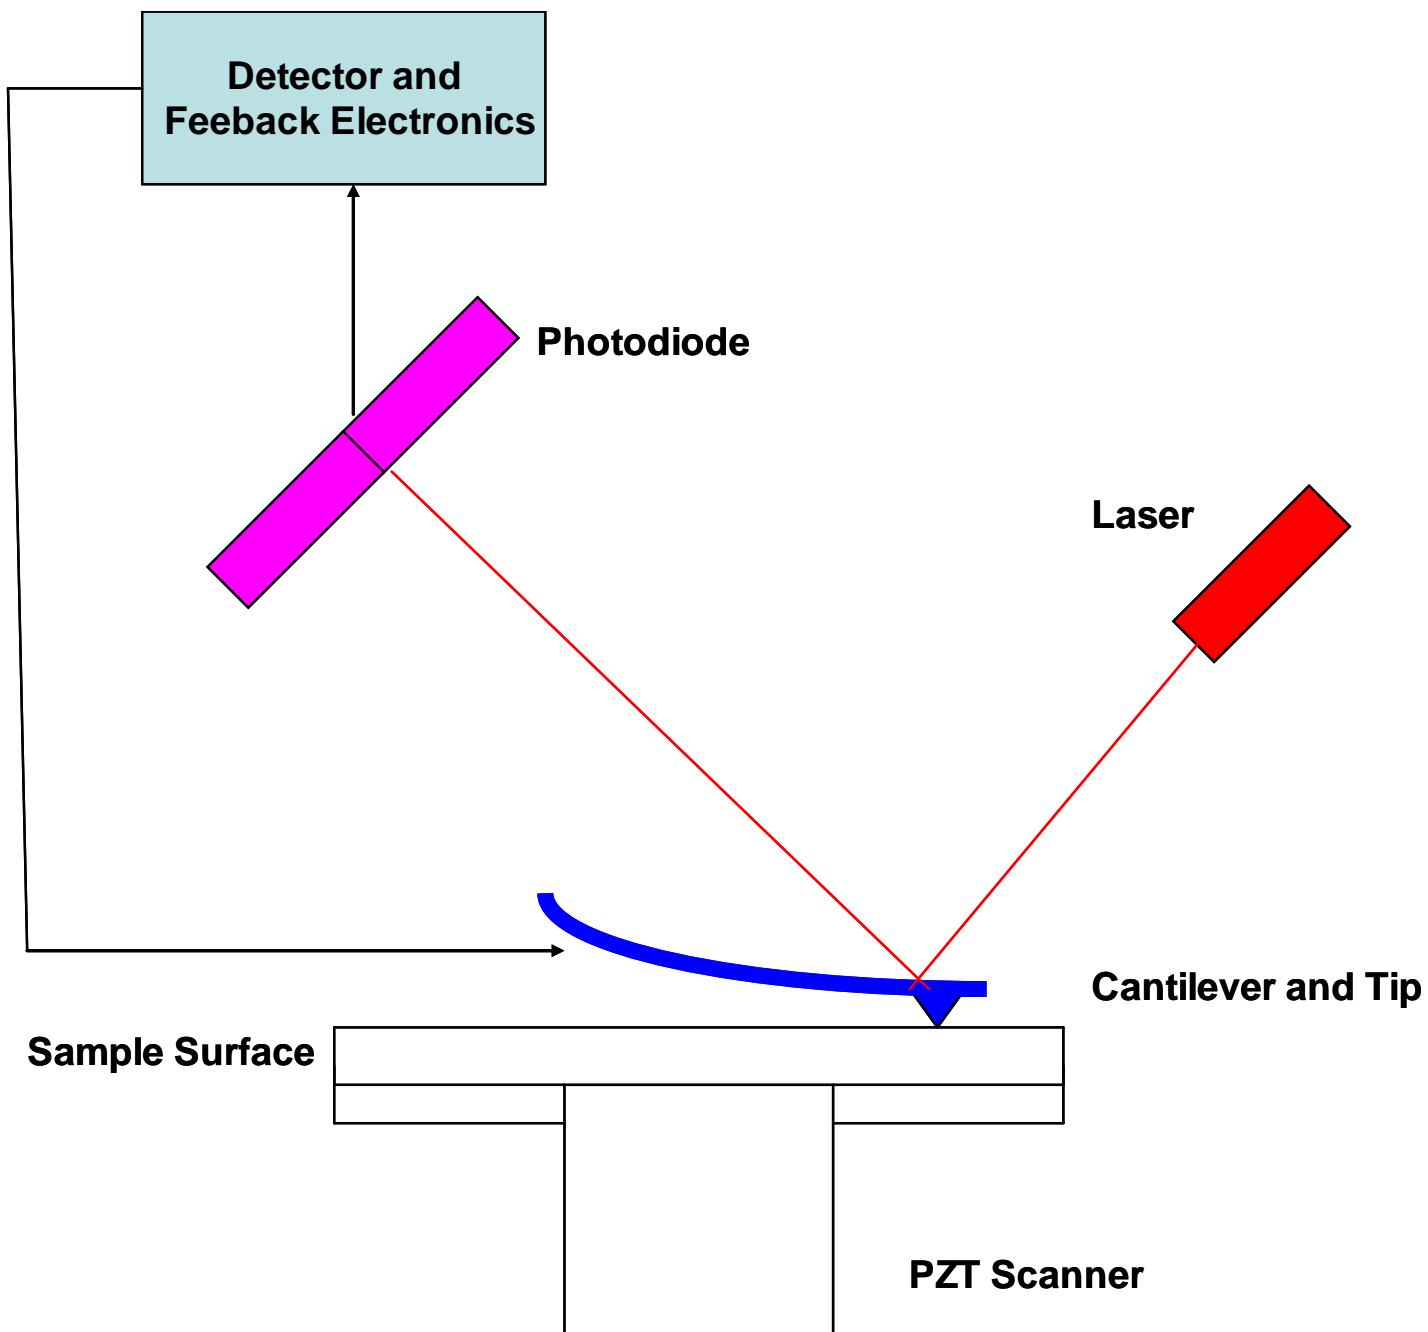 Detector and
Feeback Electronics
Photodiode
Laser
Cantilever and Tip
Sample Surface
PZT Scanner